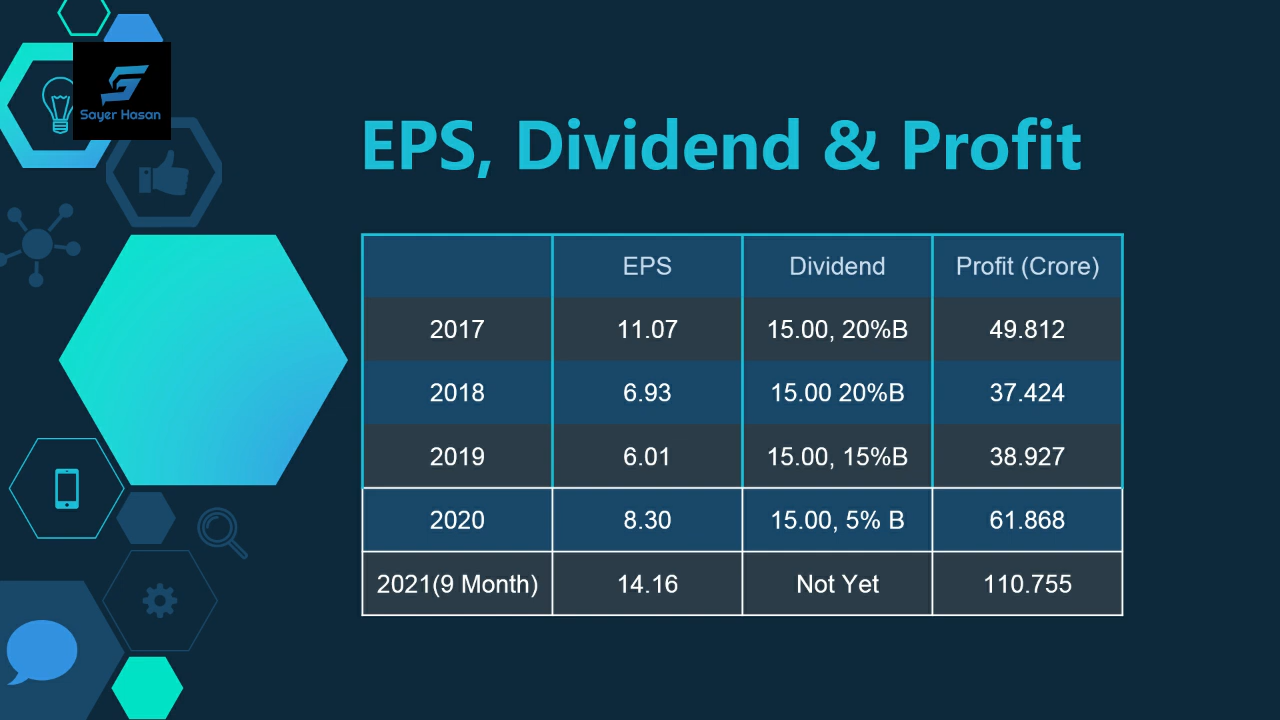 Sayer Hasan
EPS, Dividend & Profit
EPS Dividend Profit (Crore)
2017 11.07 15.00, 20%B 49.812
2018 6.93 15.00 20%B 37.424
2019 6.01 15.00, 15%B 38.927
2020 8.30 15.00, 5% B 61.868
2021(9 Month) 14.16 Not Yet 110.755